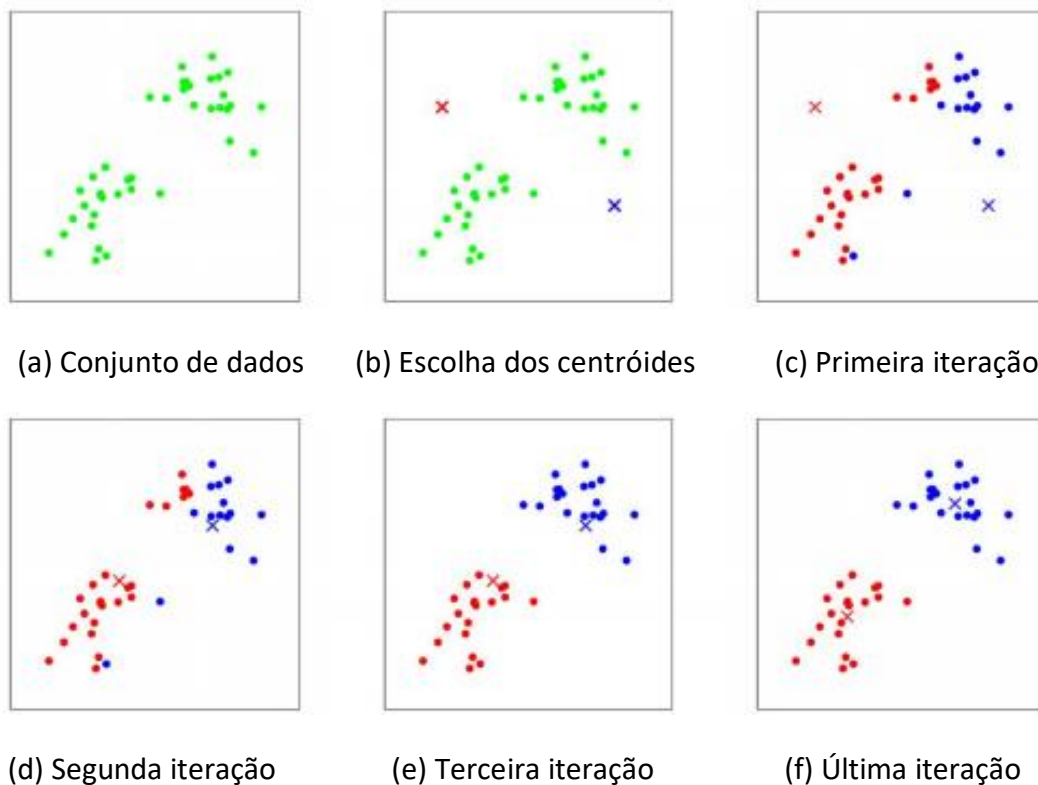 (a) Conjunto de dados
(b) Escolha dos centróides
(c) Primeira iteração
(d) Segunda iteração
(e) Terceira iteração
(f) Última iteração